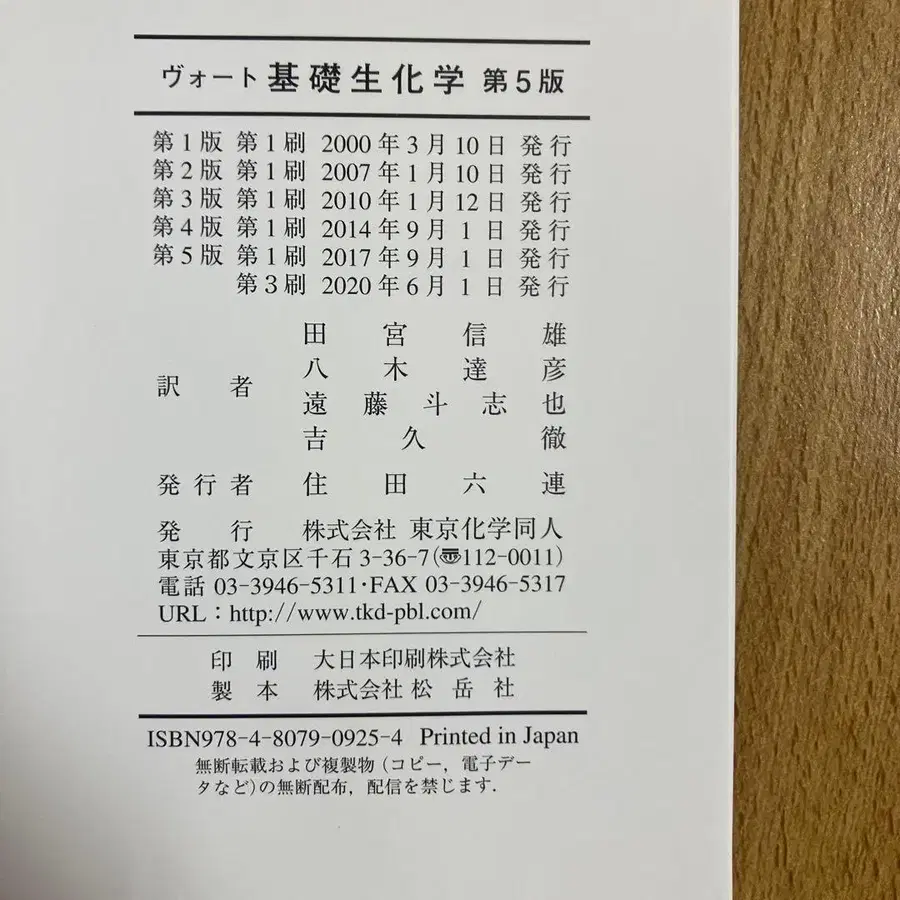 ヴォート 基礎生化学 第5版
第1版 第1刷 2000年3月10日 発行
第2版 第1刷 2007年1月10日 発行
第3版 第1刷 2010年1月12日 発行
第4版 第1刷 2014年9月1日 発行
第5版 第1刷 2017年9月1日 発行
第3刷 2020年6月1日 発行
訳者
田宮信雄
八木達彦
遠藤斗志也
吉久徹
発行者 住田六連
発行 株式会社 東京化学同人
東京都文京区千石3-36-7(〠112-0011)
電話 03-3946-5311・FAX 03-3946-5317
URL：http://www.tkd-pbl.com/
印刷 大日本印刷株式会社
製本 株式会社 松岳社
ISBN978-4-8079-0925-4 Printed in Japan
無断転載および複製物（コピー，電子デー
タなど）の無断配布，配信を禁じます．